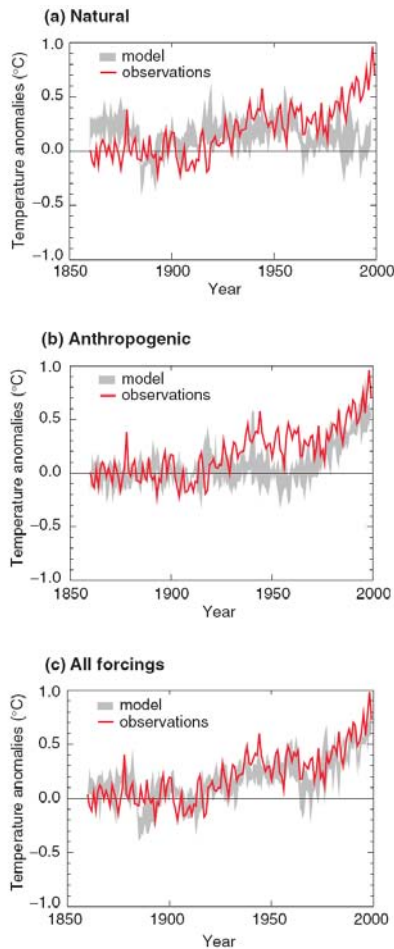 (a) Natural
Temperature anomalies (°C)
1.0
0.5
0.0
−0.5
−1.0
model
observations
1850 1900 1950 2000
Year
(b) Anthropogenic
Temperature anomalies (°C)
1.0
0.5
0.0
−0.5
−1.0
model
observations
1850 1900 1950 2000
Year
(c) All forcings
Temperature anomalies (°C)
1.0
0.5
0.0
−0.5
−1.0
model
observations
1850 1900 1950 2000
Year